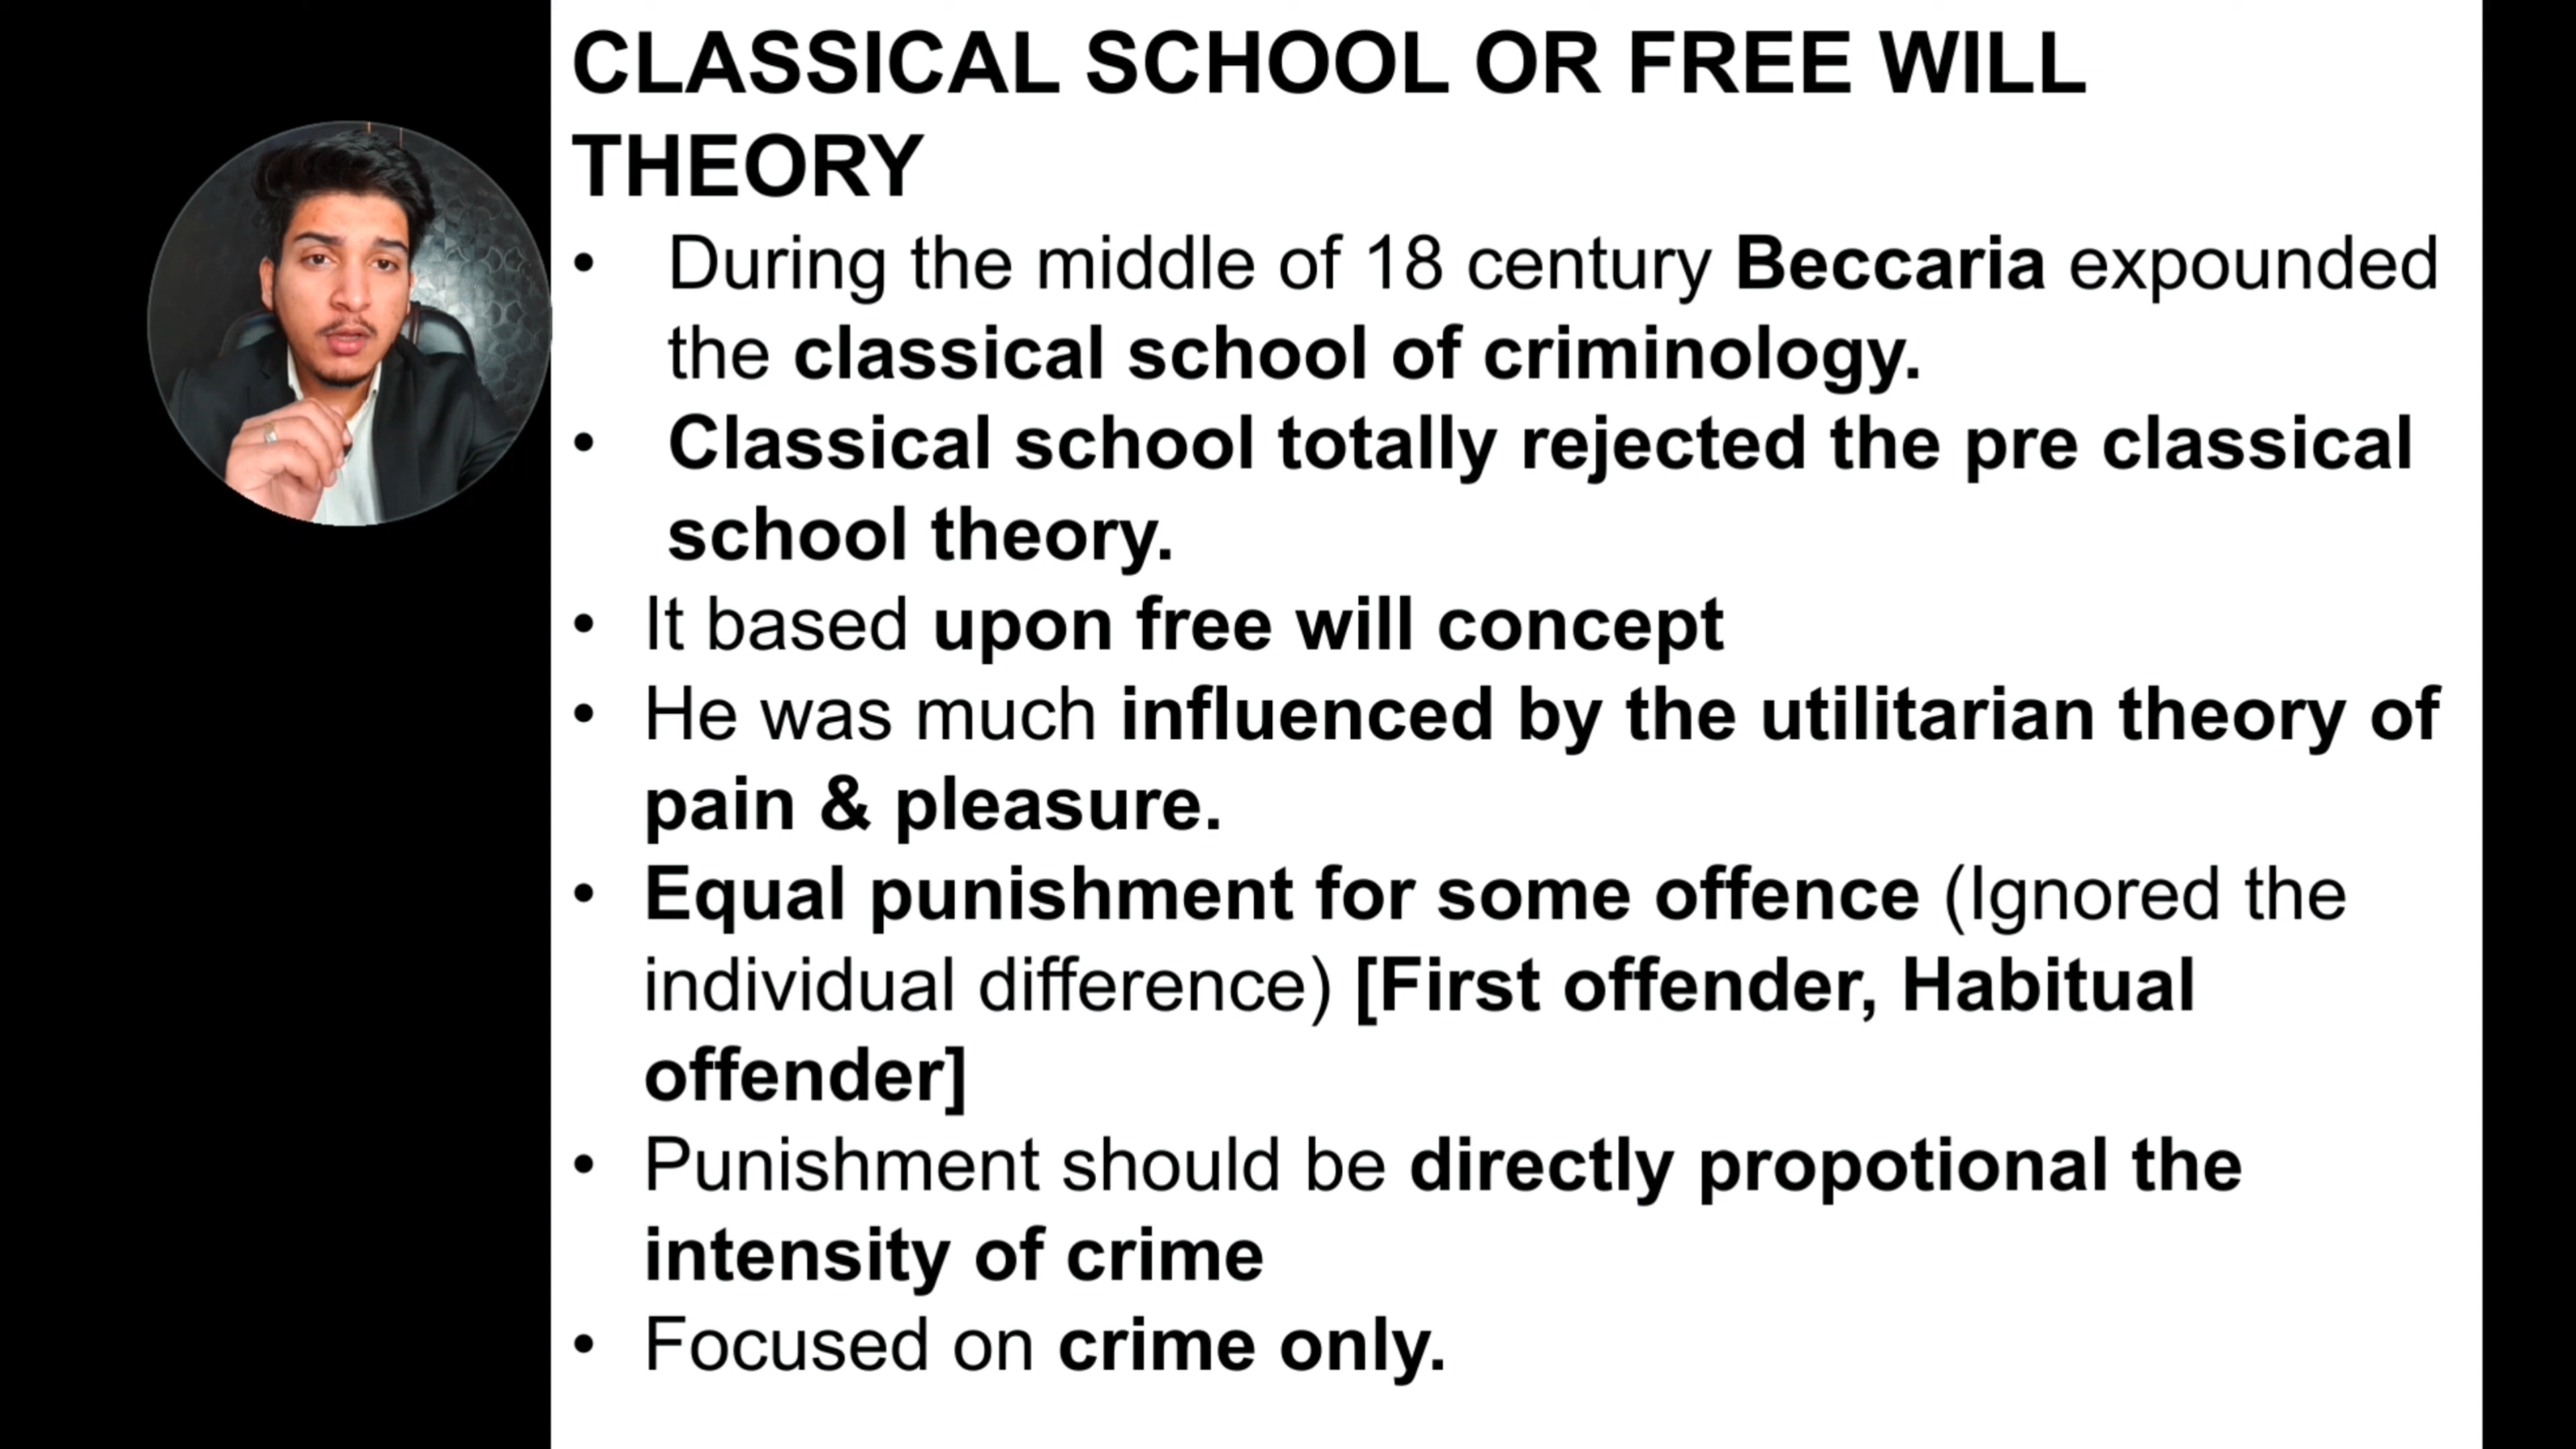 CLASSICAL SCHOOL OR FREE WILL
THEORY
• During the middle of 18 century Beccaria expounded
the classical school of criminology.
• Classical school totally rejected the pre classical
school theory.
• It based upon free will concept
• He was much influenced by the utilitarian theory of
pain & pleasure.
• Equal punishment for some offence (Ignored the
individual difference) [First offender, Habitual
offender]
• Punishment should be directly propotional the
intensity of crime
• Focused on crime only.